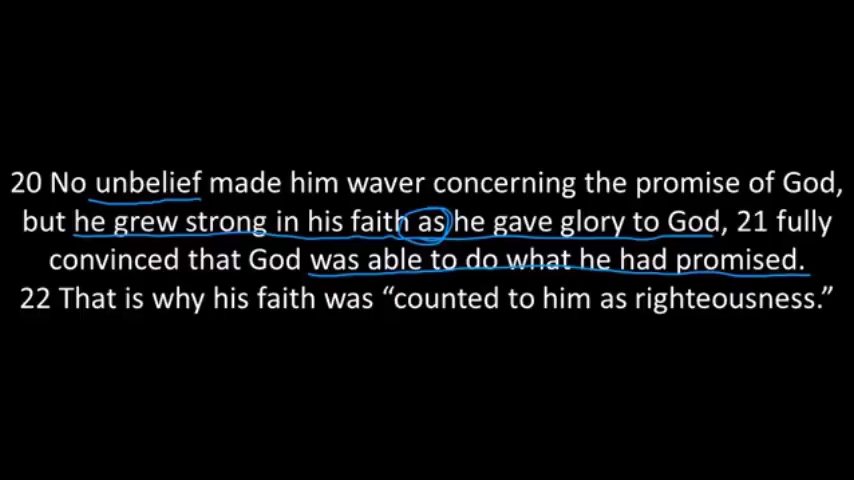 20 No unbelief made him waver concerning the promise of God,
but he grew strong in his faith as he gave glory to God, 21 fully
convinced that God was able to do what he had promised.
22 That is why his faith was “counted to him as righteousness.”